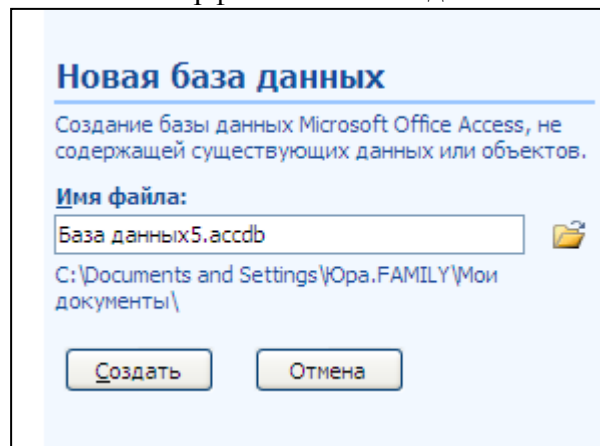 Новая база данных
Создание базы данных Microsoft Office Access, не
содержащей существующих данных или объектов.
Имя файла:
База данных5.accdb
C:\Documents and Settings\Юра.FAMILY\Мои
документы\
Создать Отмена